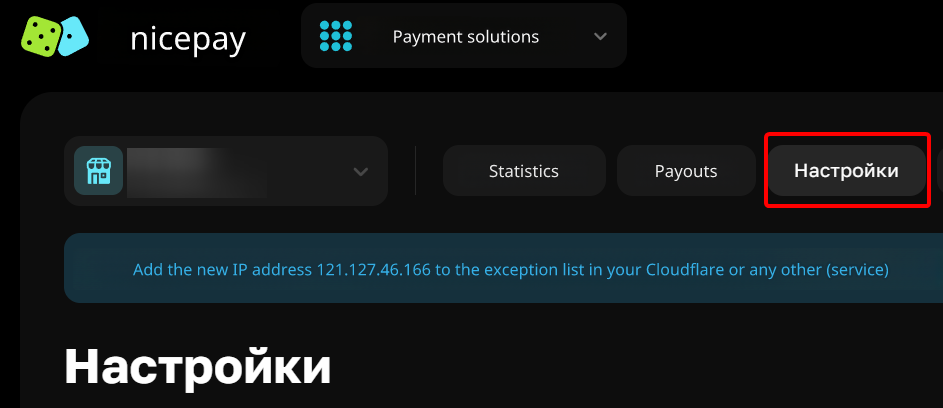 nicepay
Payment solutions
Statistics
Payouts
Настройки
Add the new IP address 121.127.46.166 to the exception list in your Cloudflare or any other (service)
Настройки